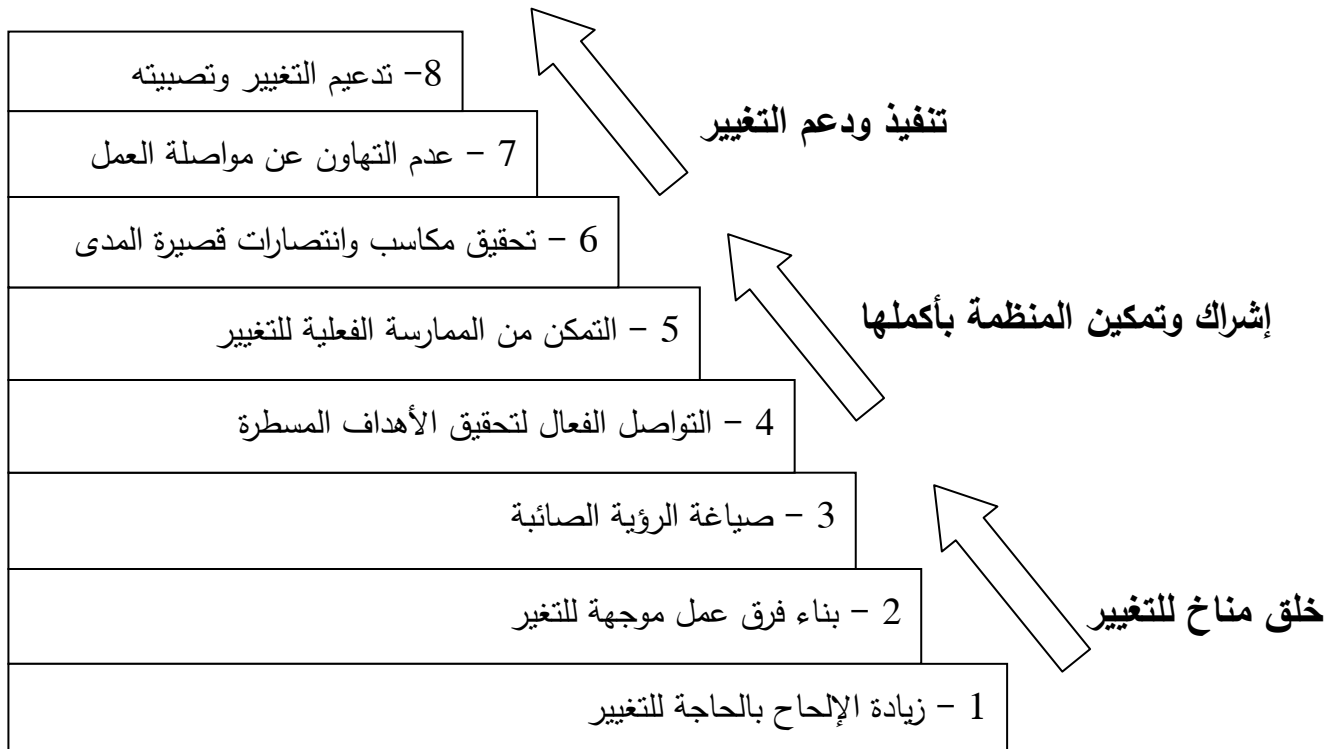 8- تدعيم التغيير وتصبيته
تنفيذ ودعم التغيير
7 - عدم التهاون عن مواصلة العمل
6 - تحقيق مكاسب وانتصارات قصيرة المدى
إشراك وتمكين المنظمة بأكملها
5 - التمكن من الممارسة الفعلية للتغيير
4 - التواصل الفعال لتحقيق الأهداف المسطرة
3 - صياغة الرؤية الصائبة
2 - بناء فرق عمل موجهة للتغير
خلق مناخ للتغيير
1 - زيادة الإلحاح بالحاجة للتغيير